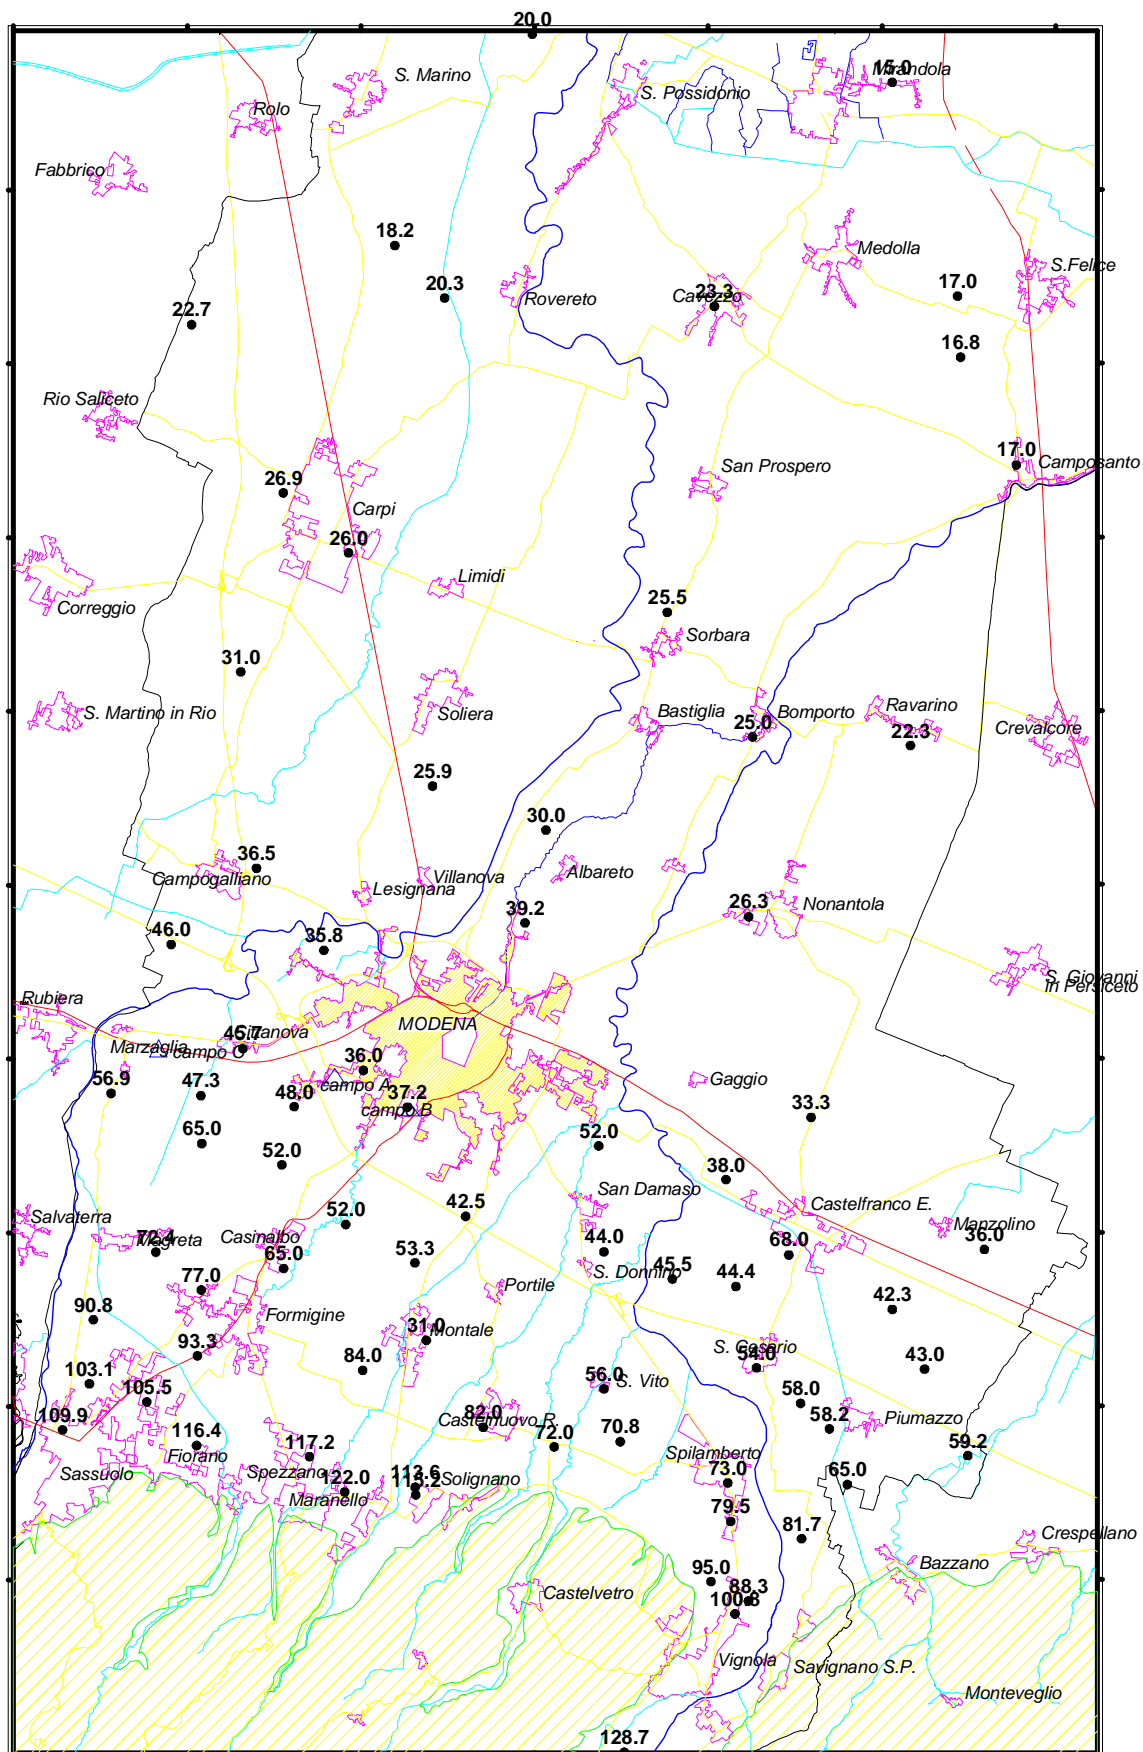 20.0
15.0
Mirandola
S. Marino
S. Possidonio
Rolo
Fabbrico
18.2
Medolla
S.Felice
20.3
Rovereto
23.3
Cavezzo
17.0
22.7
16.8
Rio Saliceto
17.0
Camposanto
San Prospero
26.9
Carpi
26.0
Limidi
25.5
Correggio
Sorbara
31.0
S. Martino in Rio
Soliera
Bastiglia
25.0
Bomporto
Ravarino
22.3
Crevalcore
25.9
30.0
36.5
Campogalliano
Lesignana
Villanova
Albareto
39.2
26.3
Nonantola
46.0
35.8
S. Giovanni
in Persiceto
Rubiera
MODENA
Marzaglia
campo C
Cittanova
36.0
campo A
37.2
campo B
Gaggio
56.9
47.3
48.0
33.3
65.0
52.0
52.0
38.0
San Damaso
Castelfranco E.
Salvaterra
52.0
42.5
Manzolino
36.0
72.4
Magreta
Casinalbo
65.0
53.3
44.0
68.0
S. Donnino
45.5
44.4
77.0
Portile
42.3
90.8
Formigine
31.0
Montale
93.3
84.0
S. Cesario
54.0
43.0
103.1
105.5
56.0
S. Vito
58.0
109.9
82.0
Castelnuovo R.
58.2
Piumazzo
116.4
Fiorano
117.2
72.0
70.8
Spilamberto
59.2
Sassuolo
Spezzano
122.0
Maranello
113.6
113.2
Solignano
73.0
65.0
79.5
81.7
Crespellano
Bazzano
95.0
Castelvetro
88.3
100.8
Vignola
Savignano S.P.
Monteveglio
128.7